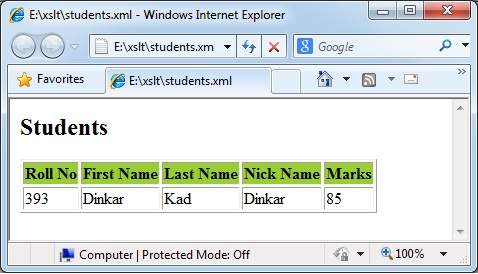 E:\xslt\students.xml - Windows Internet Explorer
E:\xslt\students.xm Google
Favorites E:\xslt\students.xml
Students
Roll No First Name Last Name Nick Name Marks
393 Dinkar Kad Dinkar 85
Computer | Protected Mode: Off 100%